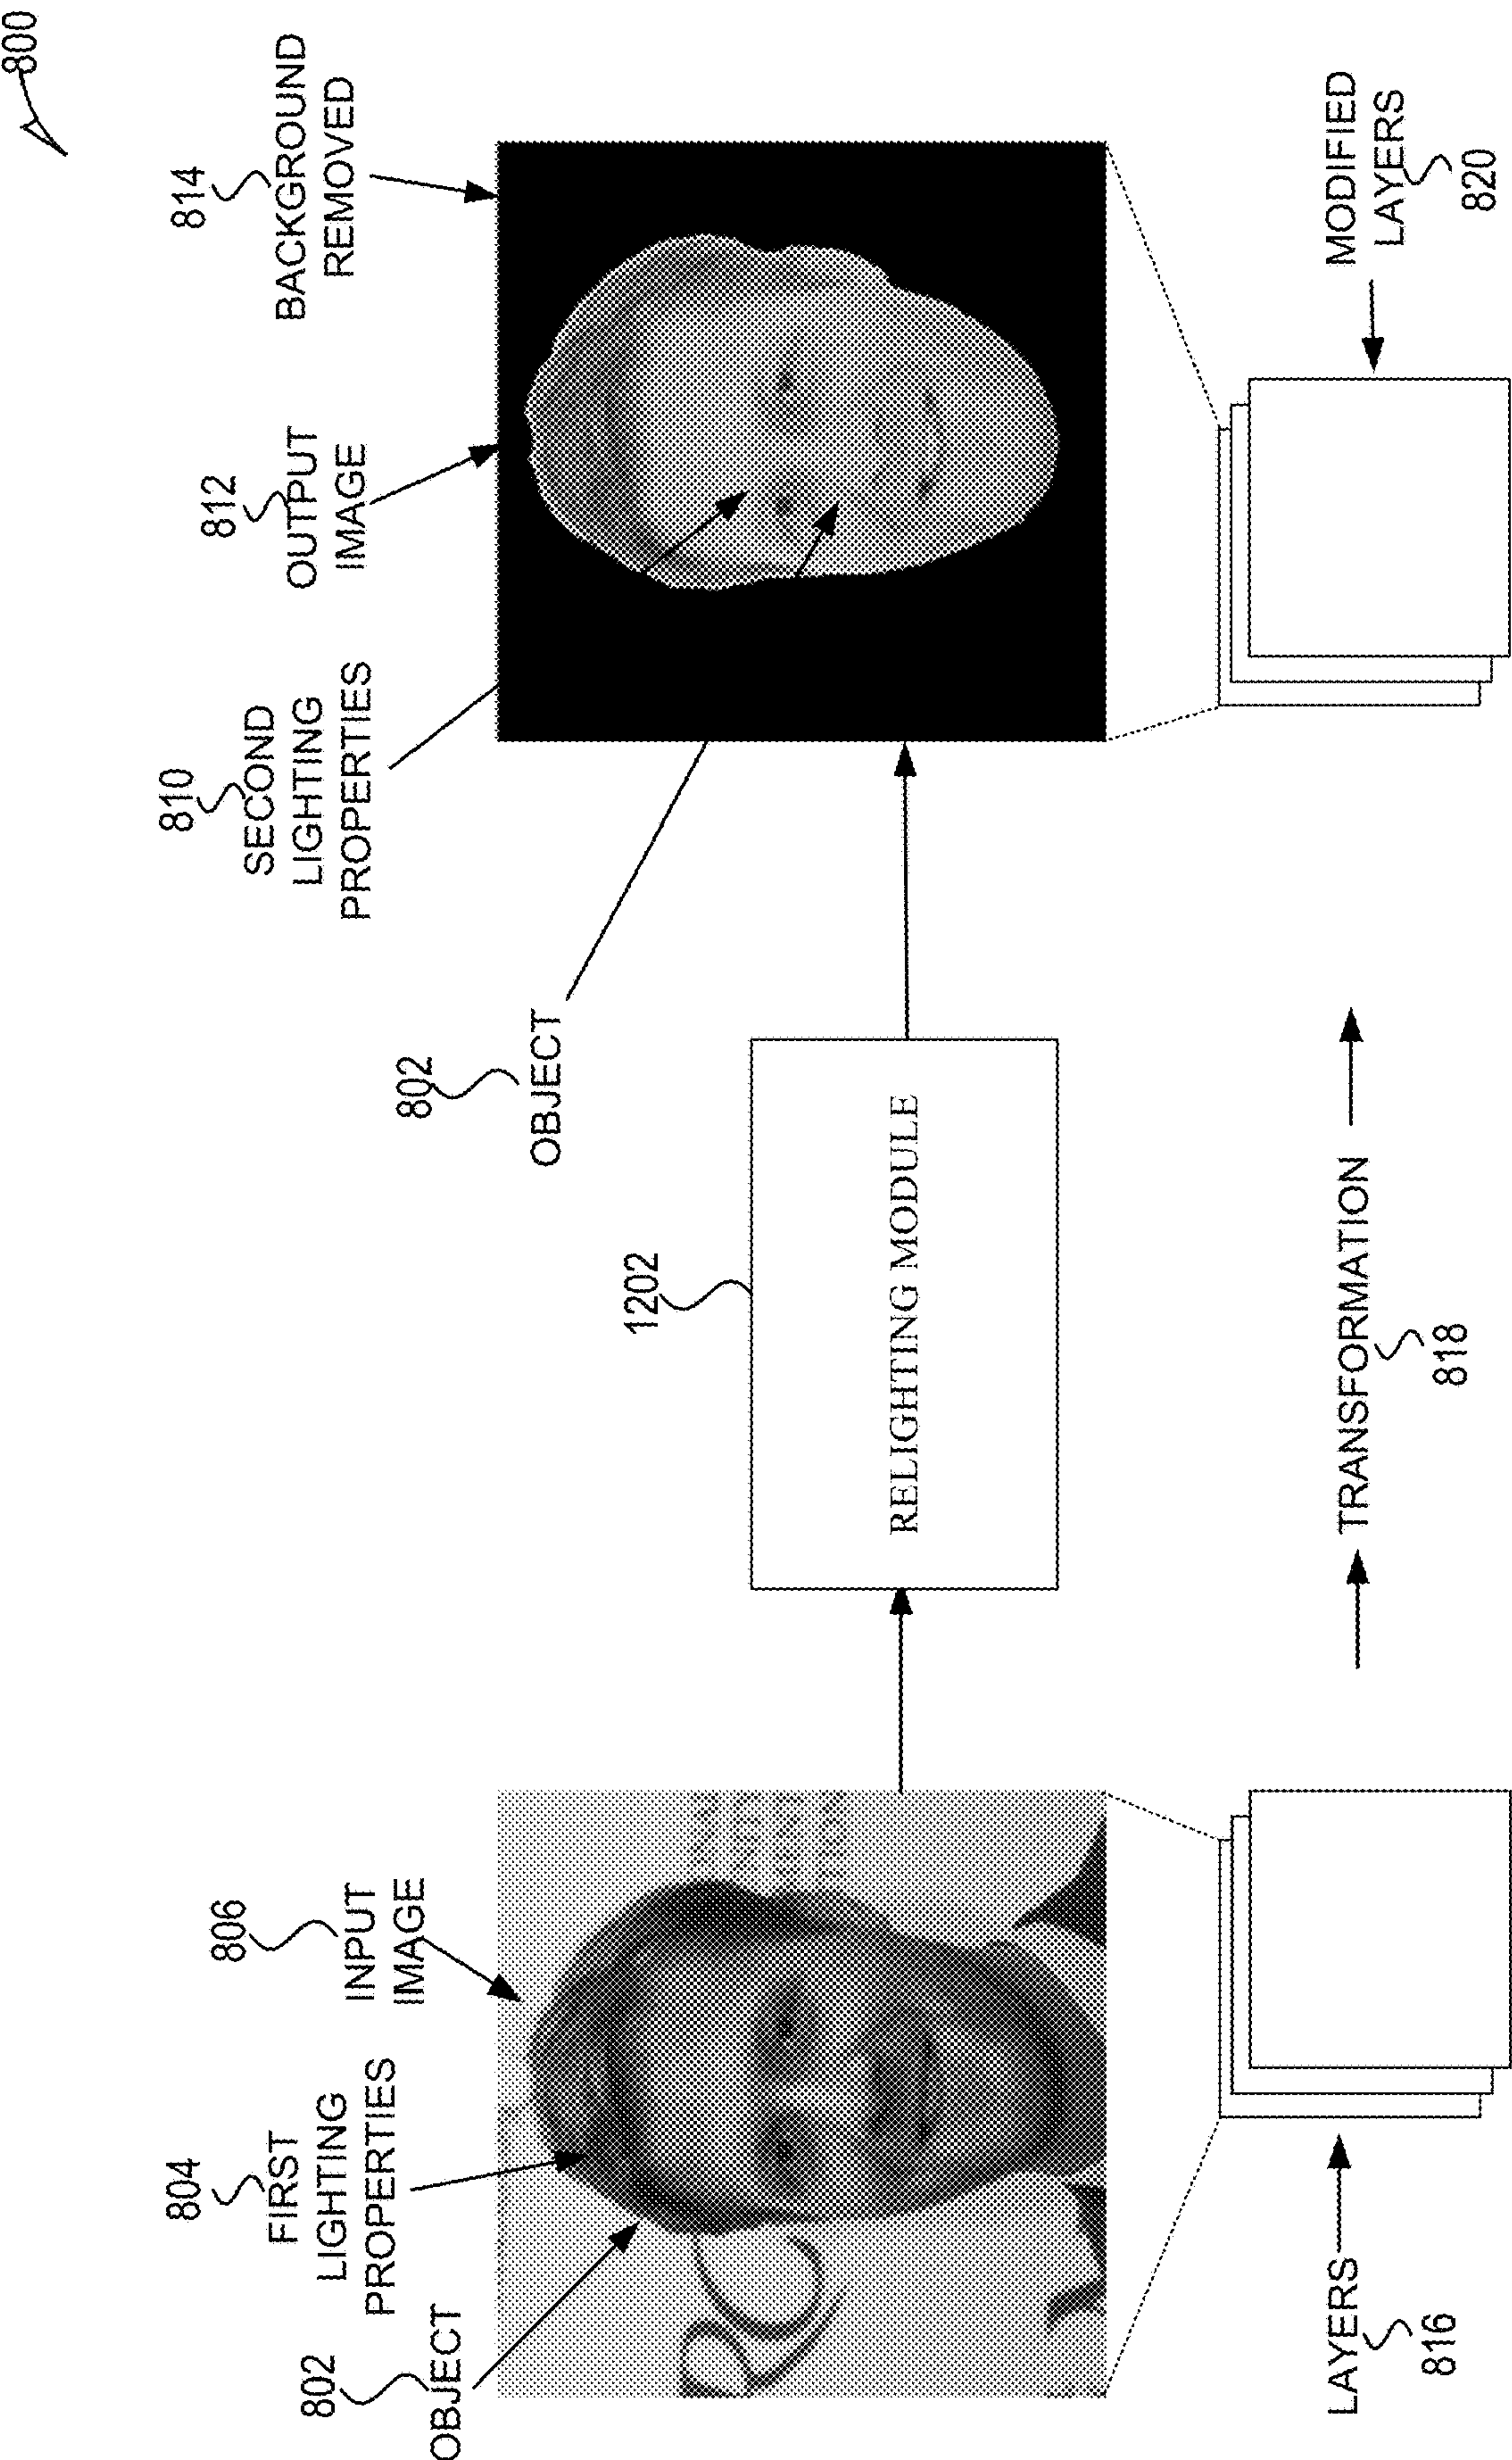 800
804
FIRST
LIGHTING
PROPERTIES
806
INPUT
IMAGE
802
OBJECT
1202
RELIGHTING MODULE
802
OBJECT
810
SECOND
LIGHTING
PROPERTIES
812
OUTPUT
IMAGE
814
BACKGROUND
REMOVED
LAYERS
816
TRANSFORMATION
818
MODIFIED
LAYERS
820